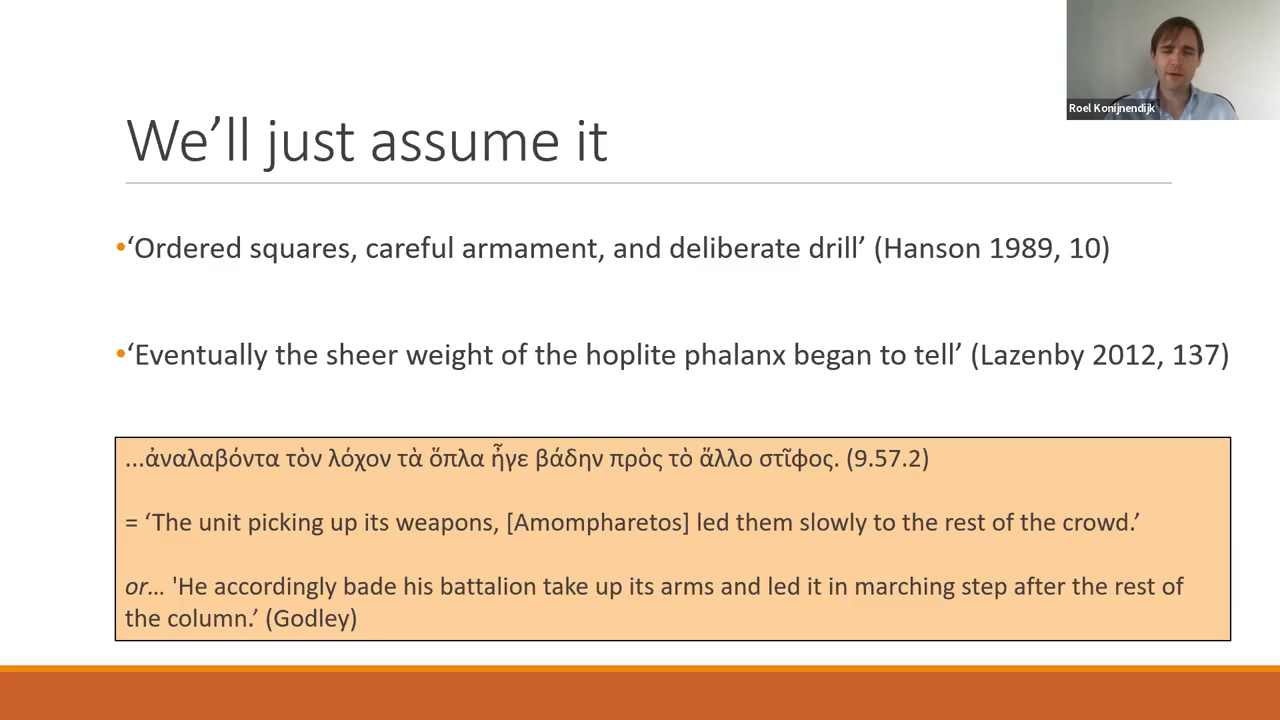 Roel Konijnendijk
We’ll just assume it
•‘Ordered squares, careful armament, and deliberate drill’ (Hanson 1989, 10)
•‘Eventually the sheer weight of the hoplite phalanx began to tell’ (Lazenby 2012, 137)
...ἀναλαβόντα τὸν λόχον τὰ ὅπλα ἦγε βάδην πρὸς τὸ ἄλλο στῖφος. (9.57.2)
= ‘The unit picking up its weapons, [Amompharetos] led them slowly to the rest of the crowd.’
or… 'He accordingly bade his battalion take up its arms and led it in marching step after the rest of
the column.’ (Godley)